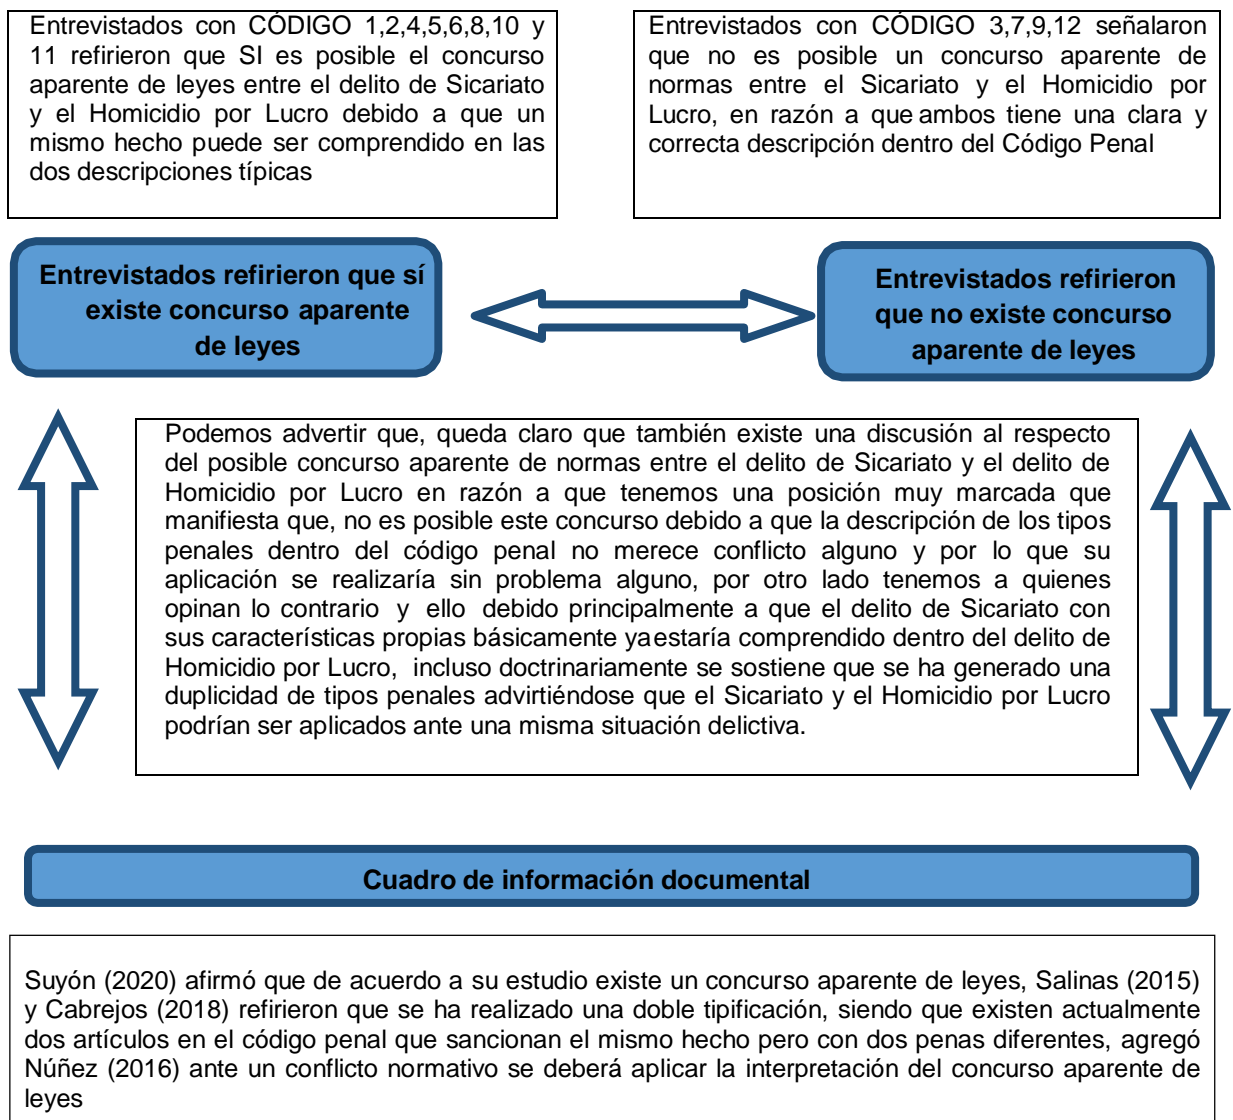 Entrevistados con CÓDIGO 1,2,4,5,6,8,10 y
11 refirieron que SI es posible el concurso
aparente de leyes entre el delito de Sicariato
y el Homicidio por Lucro debido a que un
mismo hecho puede ser comprendido en las
dos descripciones típicas
Entrevistados con CÓDIGO 3,7,9,12 señalaron
que no es posible un concurso aparente de
normas entre el Sicariato y el Homicidio por
Lucro, en razón a que ambos tiene una clara y
correcta descripción dentro del Código Penal
Entrevistados refirieron que sí
existe concurso aparente
de leyes
Entrevistados refirieron
que no existe concurso
aparente de leyes
Podemos advertir que, queda claro que también existe una discusión al respecto
del posible concurso aparente de normas entre el delito de Sicariato y el delito de
Homicidio por Lucro en razón a que tenemos una posición muy marcada que
manifiesta que, no es posible este concurso debido a que la descripción de los tipos
penales dentro del código penal no merece conflicto alguno y por lo que su
aplicación se realizaría sin problema alguno, por otro lado tenemos a quienes
opinan lo contrario y ello debido principalmente a que el delito de Sicariato con
sus características propias básicamente yaestaría comprendido dentro del delito de
Homicidio por Lucro, incluso doctrinariamente se sostiene que se ha generado una
duplicidad de tipos penales advirtiéndose que el Sicariato y el Homicidio por Lucro
podrían ser aplicados ante una misma situación delictiva.
Cuadro de información documental
Suyón (2020) afirmó que de acuerdo a su estudio existe un concurso aparente de leyes, Salinas (2015)
y Cabrejos (2018) refirieron que se ha realizado una doble tipificación, siendo que existen actualmente
dos artículos en el código penal que sancionan el mismo hecho pero con dos penas diferentes, agregó
Núñez (2016) ante un conflicto normativo se deberá aplicar la interpretación del concurso aparente de
leyes